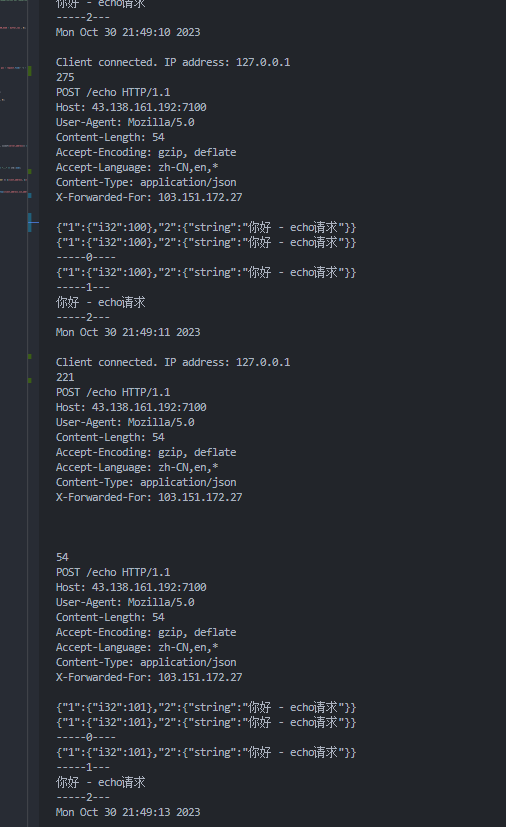 你好 - echo请求
-----2---
Mon Oct 30 21:49:10 2023
Client connected. IP address: 127.0.0.1
275
POST /echo HTTP/1.1
Host: 43.138.161.192:7100
User-Agent: Mozilla/5.0
Content-Length: 54
Accept-Encoding: gzip, deflate
Accept-Language: zh-CN,en,*
Content-Type: application/json
X-Forwarded-For: 103.151.172.27
{"1":{"i32":100},"2":{"string":"你好 - echo请求"}}
{"1":{"i32":100},"2":{"string":"你好 - echo请求"}}
-----0----
{"1":{"i32":100},"2":{"string":"你好 - echo请求"}}
-----1---
你好 - echo请求
-----2---
Mon Oct 30 21:49:11 2023
Client connected. IP address: 127.0.0.1
221
POST /echo HTTP/1.1
Host: 43.138.161.192:7100
User-Agent: Mozilla/5.0
Content-Length: 54
Accept-Encoding: gzip, deflate
Accept-Language: zh-CN,en,*
Content-Type: application/json
X-Forwarded-For: 103.151.172.27
54
POST /echo HTTP/1.1
Host: 43.138.161.192:7100
User-Agent: Mozilla/5.0
Content-Length: 54
Accept-Encoding: gzip, deflate
Accept-Language: zh-CN,en,*
Content-Type: application/json
X-Forwarded-For: 103.151.172.27
{"1":{"i32":101},"2":{"string":"你好 - echo请求"}}
{"1":{"i32":101},"2":{"string":"你好 - echo请求"}}
-----0----
{"1":{"i32":101},"2":{"string":"你好 - echo请求"}}
-----1---
你好 - echo请求
-----2---
Mon Oct 30 21:49:13 2023